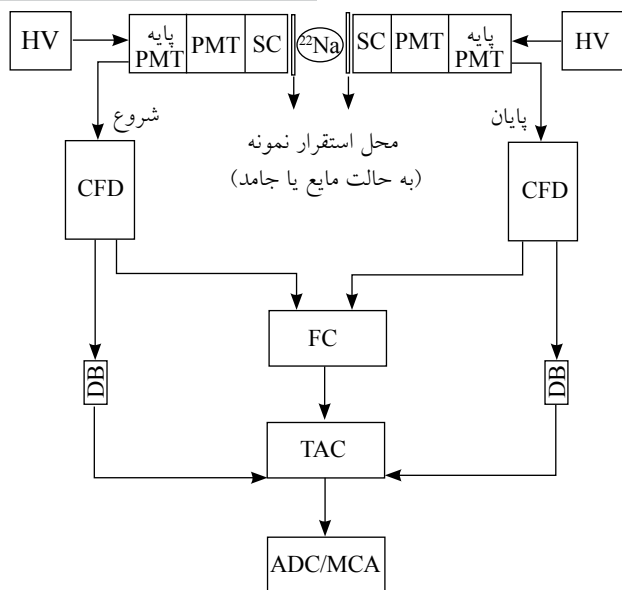 HV
پایه
PMT
PMT
SC
²²Na
SC
PMT
پایه
PMT
HV
شروع
پایان
محل استقرار نمونه
(به حالت مایع یا جامد)
CFD
CFD
FC
DB
DB
TAC
ADC/MCA